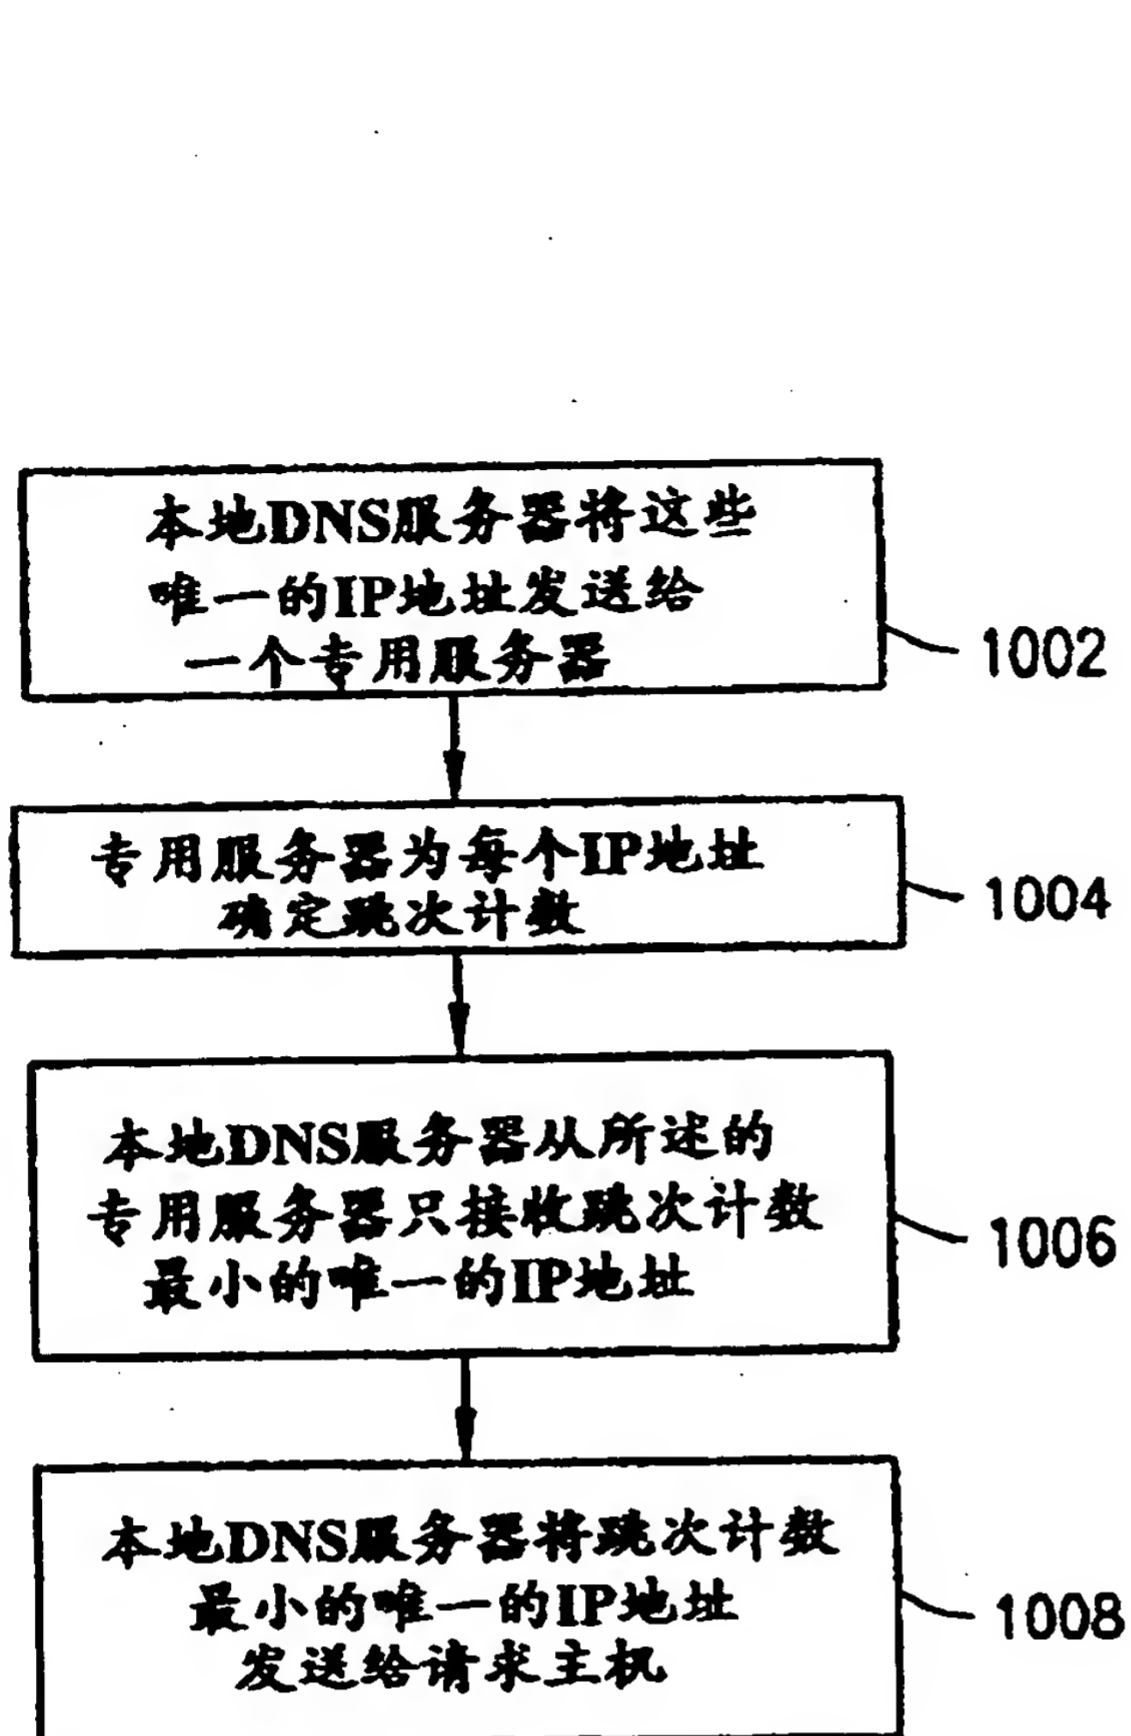 本地DNS服务器将这些
唯一的IP地址发送给
一个专用服务器
1002
专用服务器为每个IP地址
确定跳次计数
1004
本地DNS服务器从所述的
专用服务器只接收跳次计数
最小的唯一的IP地址
1006
本地DNS服务器将跳次计数
最小的唯一的IP地址
发送给请求主机
1008